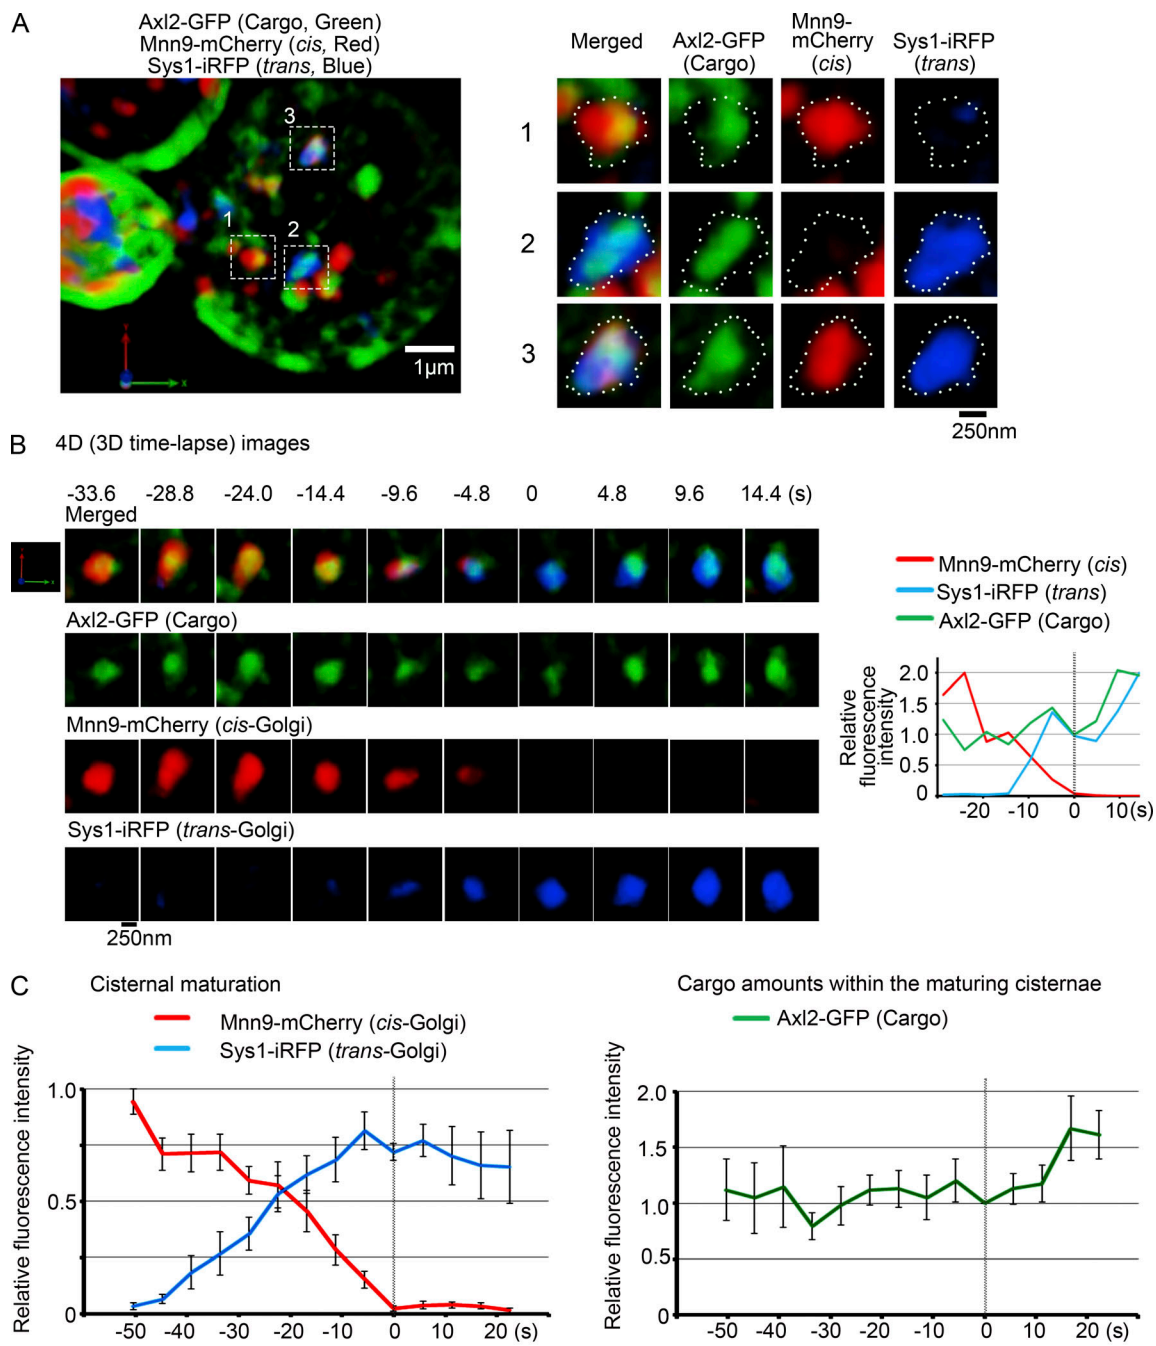 A
Axl2-GFP (Cargo, Green)
Mnn9-mCherry (cis, Red)
Sys1-iRFP (trans, Blue)
3
1
2
1µm
Merged
Axl2-GFP
(Cargo)
Mnn9-
mCherry
(cis)
Sys1-iRFP
(trans)
1
2
3
250nm
B 4D (3D time-lapse) images
-33.6 -28.8 -24.0 -14.4 -9.6 -4.8 0 4.8 9.6 14.4 (s)
Merged
Axl2-GFP (Cargo)
Mnn9-mCherry (cis-Golgi)
Sys1-iRFP (trans-Golgi)
250nm
Mnn9-mCherry (cis)
Sys1-iRFP (trans)
Axl2-GFP (Cargo)
Relative
fluorescence
intensity
2.0
1.5
1.0
0.5
0
-20 -10 0 10(s)
C Cisternal maturation
Mnn9-mCherry (cis-Golgi)
Sys1-iRFP (trans-Golgi)
Relative fluorescence intensity
1.0
0.5
0
-50 -40 -30 -20 -10 0 10 20 (s)
Cargo amounts within the maturing cisternae
Axl2-GFP (Cargo)
Relative fluorescence intensity
2.0
1.5
1.0
0.5
0
-50 -40 -30 -20 -10 0 10 20 (s)